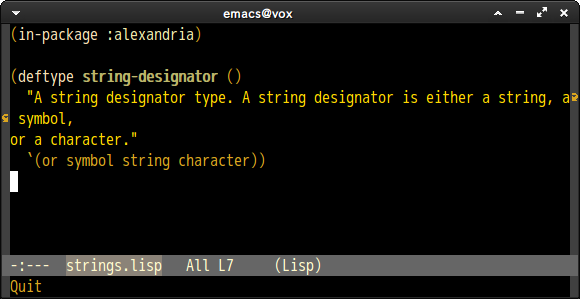 emacs@vox
(in-package :alexandria)
(deftype string-designator ()
  "A string designator type. A string designator is either a string, a
 symbol,
or a character."
  `(or symbol string character))
-:---  strings.lisp   All L7     (Lisp)
Quit